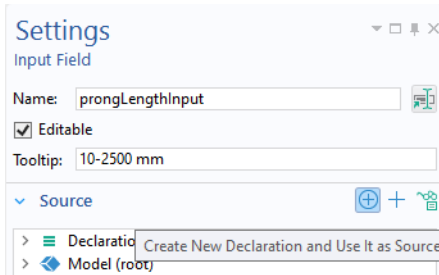 Settings
Input Field
Name: prongLengthInput
Editable
Tooltip: 10-2500 mm
Source
Declaratio
Create New Declaration and Use It as Source
Model (root)